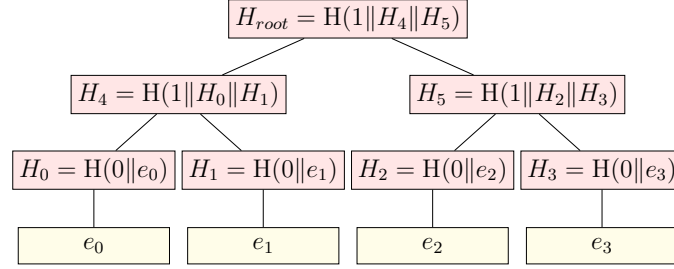 H_root = H(1‖H_4‖H_5)
H_4 = H(1‖H_0‖H_1) H_5 = H(1‖H_2‖H_3)
H_0 = H(0‖e_0) H_1 = H(0‖e_1) H_2 = H(0‖e_2) H_3 = H(0‖e_3)
e_0 e_1 e_2 e_3